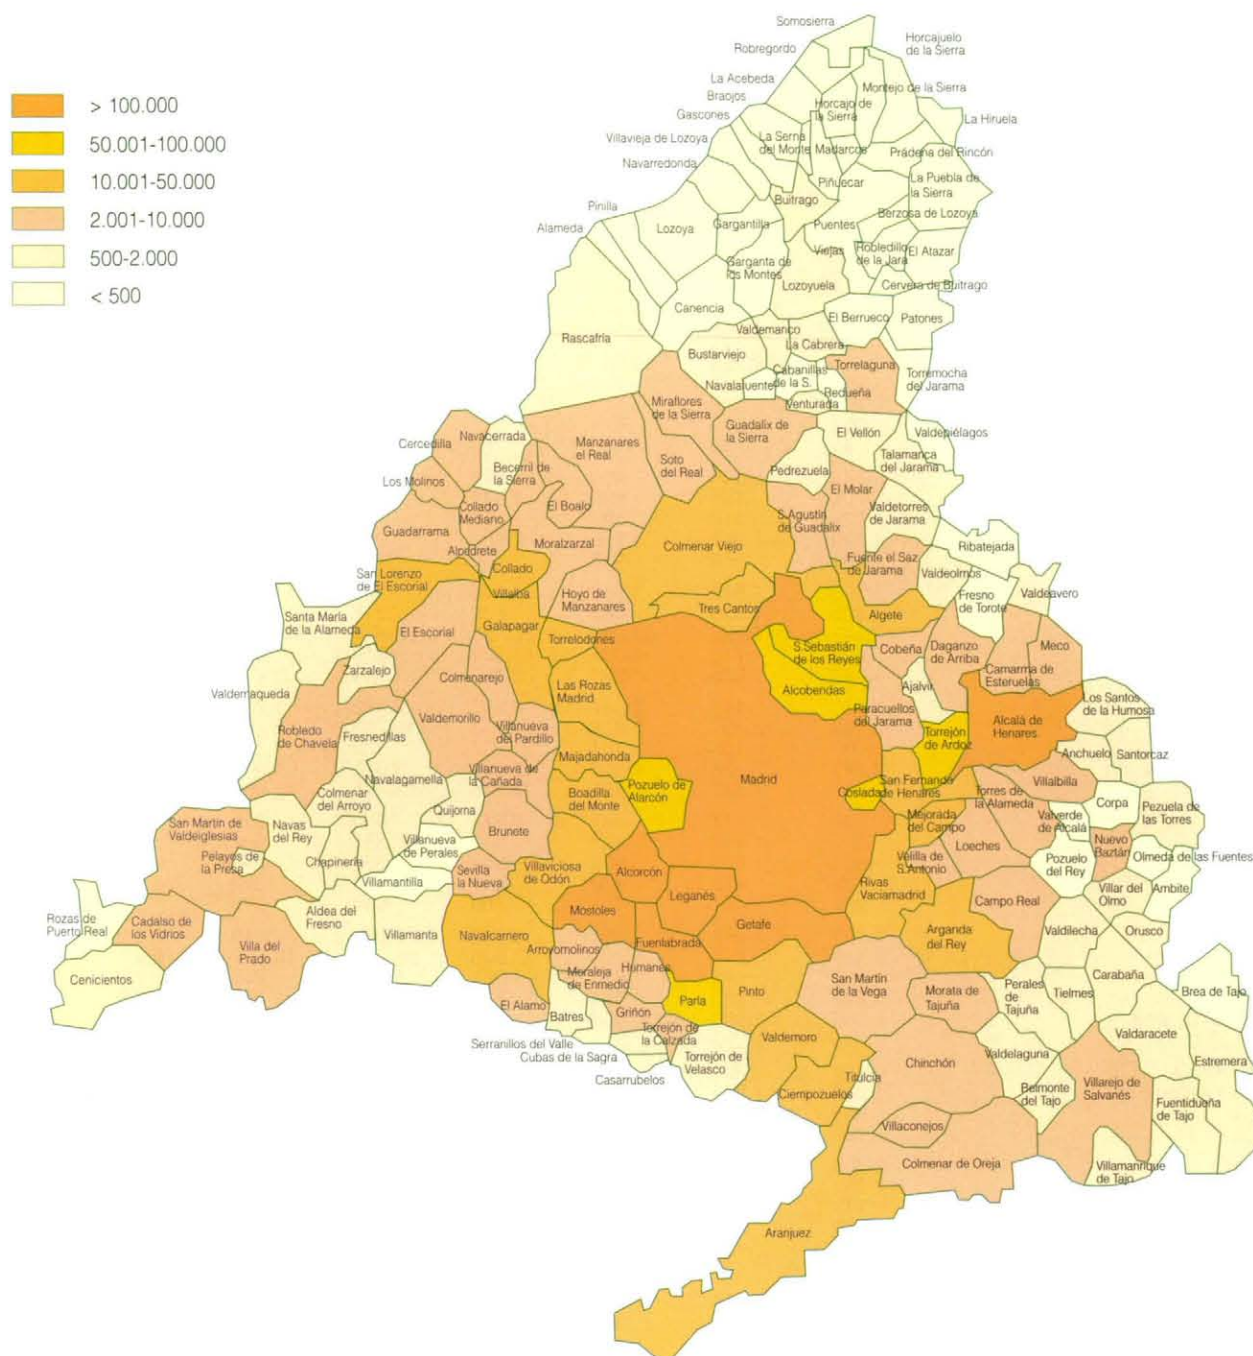 > 100.000
50.001-100.000
10.001-50.000
2.001-10.000
500-2.000
< 500
Somosierra
Robregordo
Horcajuelo
de la Sierra
La Acebeda
Montejo de la Sierra
Braojos
Horcajo de
la Sierra
Gascones
La Hiruela
Villavieja de Lozoya
La Serna
del Monte
Madarcos
Prádena del Rincón
Navarredonda
Piñuecar
La Puebla de
la Sierra
Pinilla
Buitrago
Berzosa de Lozoya
Alameda
Lozoya
Gargantilla
Puentes
Viejas
Robledillo
de la Jara
El Atazar
Garganta de
los Montes
Lozoyuela
Cervera de Buitrago
Canencia
El Berrueco
Patones
Rascafría
Valdemanco
La Cabrera
Bustarviejo
Cabanillas
de la S.
Torrelaguna
Torremocha
del Jarama
Navalafuente
Redueña
Venturada
Miraflores
de la Sierra
Guadalix de
la Sierra
El Vellón
Valdepiélagos
Cercedilla
Navacerrada
Manzanares
el Real
Talamanca
del Jarama
Becerril de
la Sierra
Soto
del Real
Pedrezuela
Los Molinos
El Molar
Collado
Mediano
El Boalo
S.Agustín
de Guadalix
Valdetorres
de Jarama
Guadarrama
Moralzarzal
Colmenar Viejo
Ribatejada
Alpedrete
Collado
Villalba
Fuente el Saz
de Jarama
Valdeolmos
San Lorenzo
de El Escorial
Hoyo de
Manzanares
Fresno
de Torote
Valdeavero
Santa María
de la Alameda
Tres Cantos
Algete
El Escorial
Galapagar
Torrelodones
S.Sebastián
de los Reyes
Cobeña
Daganzo
de Arriba
Meco
Zarzalejo
Colmenarejo
Camarma de
Esteruelas
Valdemaqueda
Las Rozas
Madrid
Alcobendas
Ajalvir
Los Santos
de la Humosa
Valdemorillo
Paracuellos
del Jarama
Robledo
de Chavela
Fresnedillas
Villanueva
del Pardillo
Torrejón
de Ardoz
Alcalá de
Henares
Majadahonda
Anchuelo
Santorcaz
Navalagamella
Villanueva de
la Cañada
Madrid
Villalbilla
Colmenar
del Arroyo
Boadilla
del Monte
Pozuelo de
Alarcón
Coslada
San Fernando
de Henares
Torres de
la Alameda
Quijorna
Corpa
Pezuela de
las Torres
San Martín de
Valdeiglesias
Navas
del Rey
Brunete
Mejorada
del Campo
Valverde
de Alcalá
Villanueva
de Perales
Loeches
Nuevo
Baztán
Pelayos de
la Presa
Chapinería
Sevilla
la Nueva
Villaviciosa
de Odón
Alcorcón
Velilla de
S.Antonio
Pozuelo
del Rey
Olmeda de las Fuentes
Villamantilla
Leganés
Rivas
Vaciamadrid
Villar del
Olmo
Ambite
Rozas de
Puerto Real
Cadalso de
los Vidrios
Aldea del
Fresno
Móstoles
Campo Real
Villa del
Prado
Villamanta
Navalcarnero
Getafe
Arganda
del Rey
Valdilecha
Orusco
Arroyomolinos
Fuenlabrada
Cenicientos
Moraleja
de Enmedio
Humanes
San Martín
de la Vega
Carabaña
El Alamo
Parla
Pinto
Morata de
Tajuña
Perales
de
Tajuña
Tielmes
Brea de Tajo
Batres
Griñón
Serranillos del Valle
Torrejón de
la Calzada
Valdemoro
Valdaracete
Cubas de la Sagra
Torrejón de
Velasco
Chinchón
Valdelaguna
Estremera
Casarrubelos
Ciempozuelos
Titulcia
Belmonte
del Tajo
Villarejo de
Salvanés
Fuentidueña
de Tajo
Villaconejos
Colmenar de Oreja
Villamanrique
de Tajo
Aranjuez